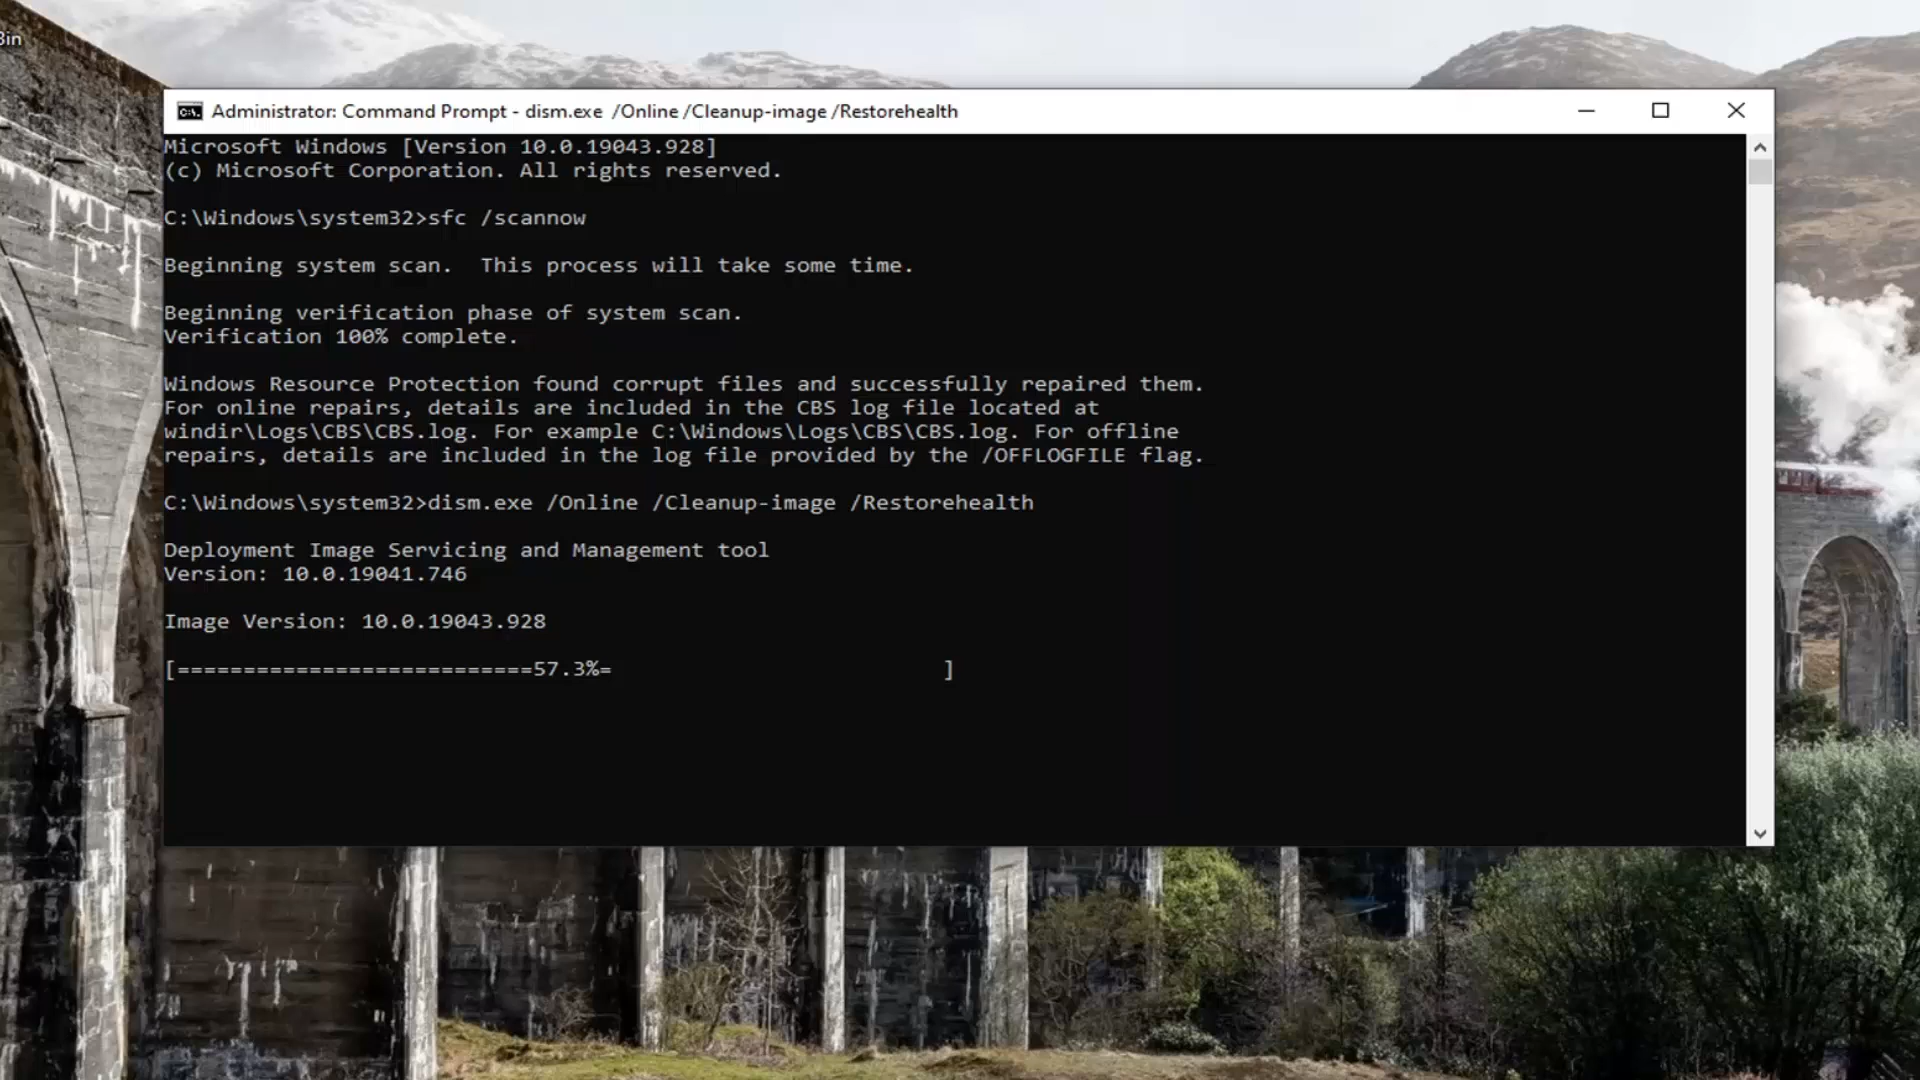 Bin
Administrator: Command Prompt - dism.exe  /Online /Cleanup-image /Restorehealth
Microsoft Windows [Version 10.0.19043.928]
(c) Microsoft Corporation. All rights reserved.
C:\Windows\system32>sfc /scannow
Beginning system scan.  This process will take some time.
Beginning verification phase of system scan.
Verification 100% complete.
Windows Resource Protection found corrupt files and successfully repaired them.
For online repairs, details are included in the CBS log file located at
windir\Logs\CBS\CBS.log. For example C:\Windows\Logs\CBS\CBS.log. For offline
repairs, details are included in the log file provided by the /OFFLOGFILE flag.
C:\Windows\system32>dism.exe /Online /Cleanup-image /Restorehealth
Deployment Image Servicing and Management tool
Version: 10.0.19041.746
Image Version: 10.0.19043.928
[===========================57.3%=                          ]